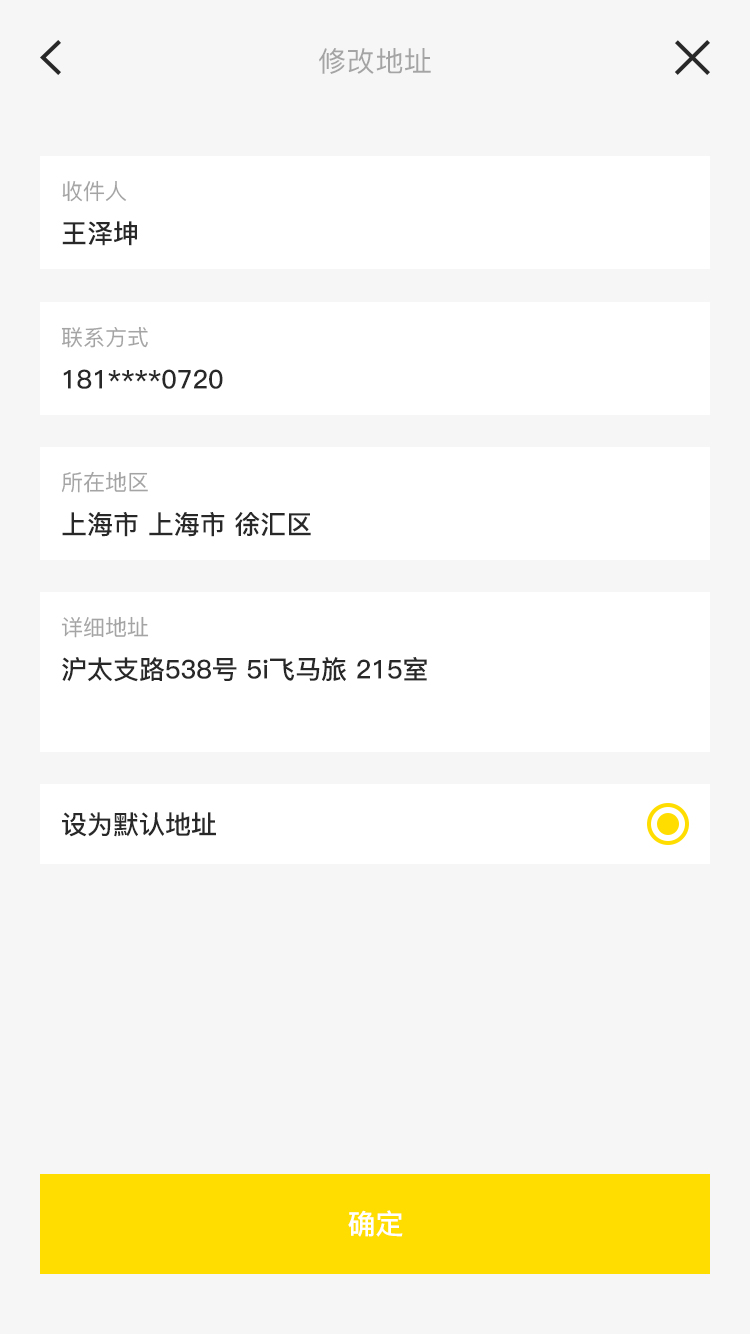 修改地址
收件人
王泽坤
联系方式
181****0720
所在地区
上海市 上海市 徐汇区
详细地址
沪太支路538号 5i飞马旅 215室
设为默认地址
确定